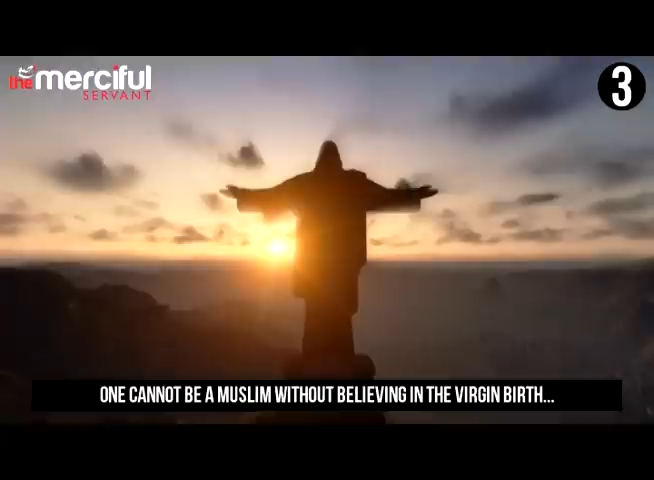 the merciful
SERVANT
3
ONE CANNOT BE A MUSLIM WITHOUT BELIEVING IN THE VIRGIN BIRTH...